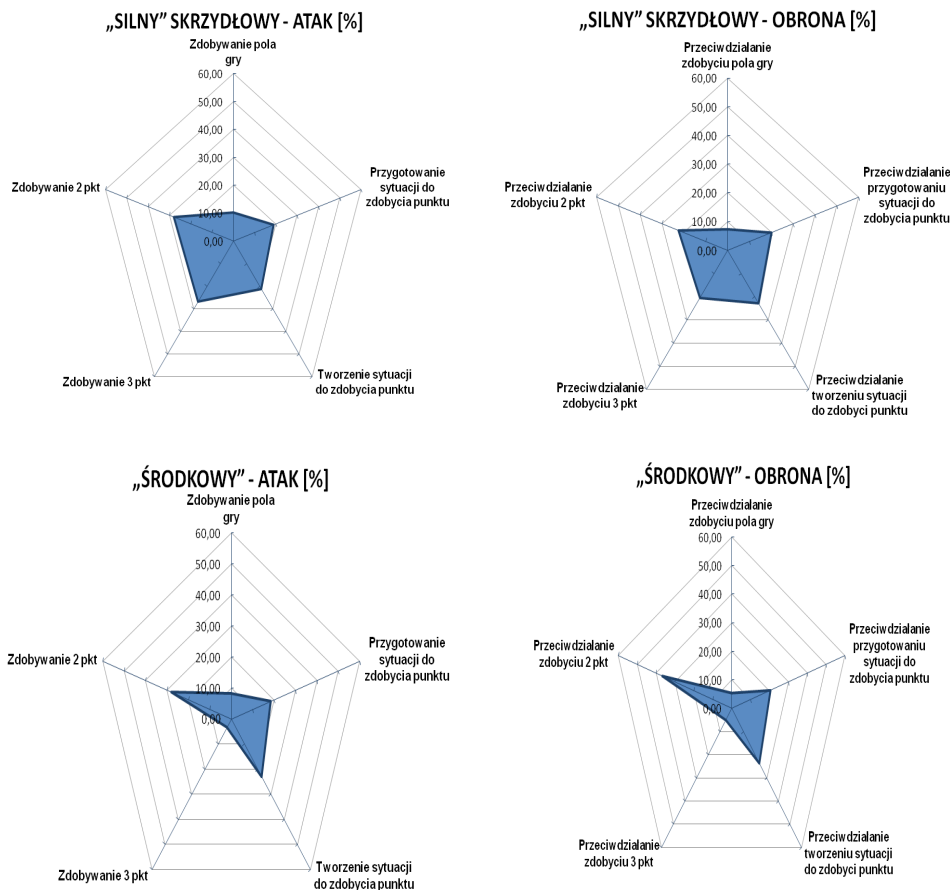 „SILNY” SKRZYDŁOWY - ATAK [%]
Zdobywanie pola
gry
60,00
50,00
40,00
30,00
20,00
10,00
0,00
Przygotowanie
sytuacji do
zdobycia punktu
Tworzenie sytuacji
do zdobycia punktu
Zdobywanie 3 pkt
Zdobywanie 2 pkt
„SILNY” SKRZYDŁOWY - OBRONA [%]
Przeciwdziałanie
zdobyciu pola gry
60,00
50,00
40,00
30,00
20,00
10,00
0,00
Przeciwdziałanie
przygotowaniu
sytuacji do
zdobycia punktu
Przeciwdziałanie
tworzeniu sytuacji
do zdobyci punktu
Przeciwdziałanie
zdobyciu 3 pkt
Przeciwdziałanie
zdobyciu 2 pkt
„ŚRODKOWY” - ATAK [%]
Zdobywanie pola
gry
60,00
50,00
40,00
30,00
20,00
10,00
0,00
Przygotowanie
sytuacji do
zdobycia punktu
Tworzenie sytuacji
do zdobycia punktu
Zdobywanie 3 pkt
Zdobywanie 2 pkt
„ŚRODKOWY” - OBRONA [%]
Przeciwdziałanie
zdobyciu pola gry
60,00
50,00
40,00
30,00
20,00
10,00
0,00
Przeciwdziałanie
przygotowaniu
sytuacji do
zdobycia punktu
Przeciwdziałanie
tworzeniu sytuacji
do zdobyci punktu
Przeciwdziałanie
zdobyciu 3 pkt
Przeciwdziałanie
zdobyciu 2 pkt